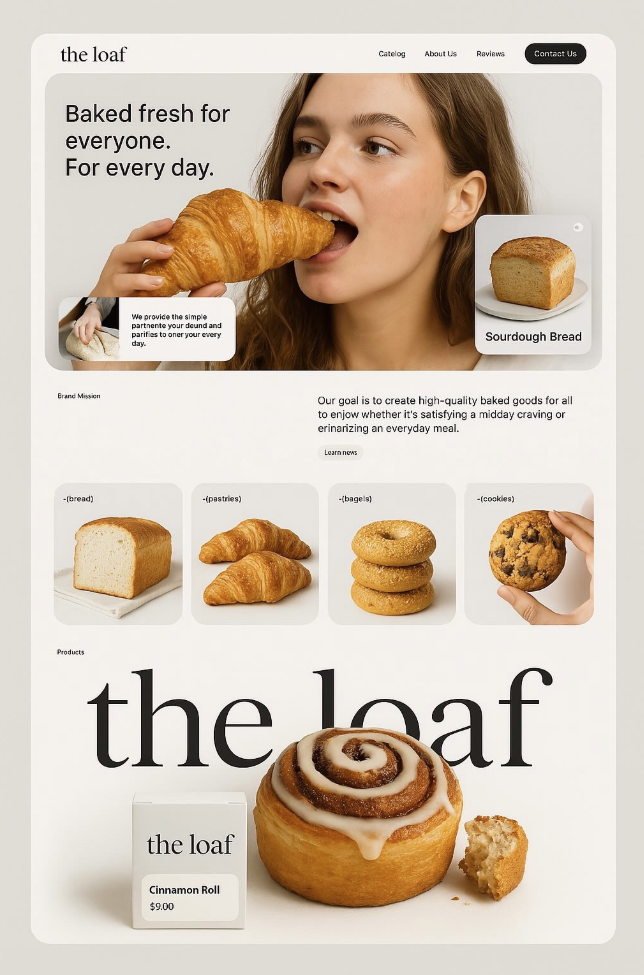 the loaf
Catelog
About Us
Reviews
Contact Us
Baked fresh for
everyone.
For every day.
We provide the simple
partnente your deund and
parifies to oner your every
day.
Sourdough Bread
Brand Mission
Our goal is to create high-quality baked goods for all
to enjoy whether it's satisfying a midday craving or
erinarizing an everyday meal.
Learn news
-(bread)
-(pastries)
-(bagels)
-(cookies)
Products
the loaf
the loaf
Cinnamon Roll
$9.00